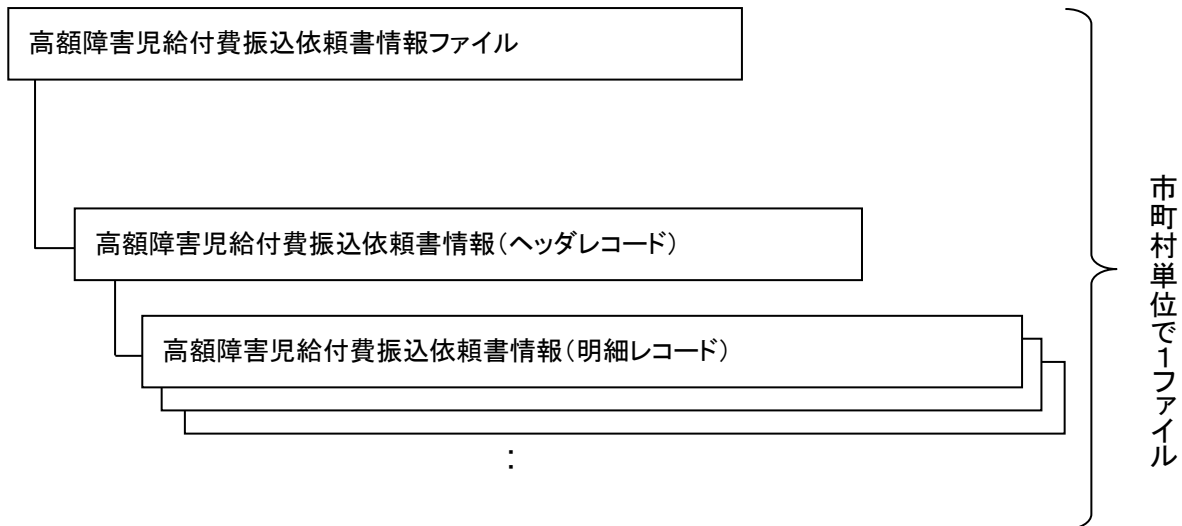 高額障害児給付費振込依頼書情報ファイル
高額障害児給付費振込依頼書情報（ヘッダレコード）
高額障害児給付費振込依頼書情報（明細レコード）
：
市町村単位で１ファイル